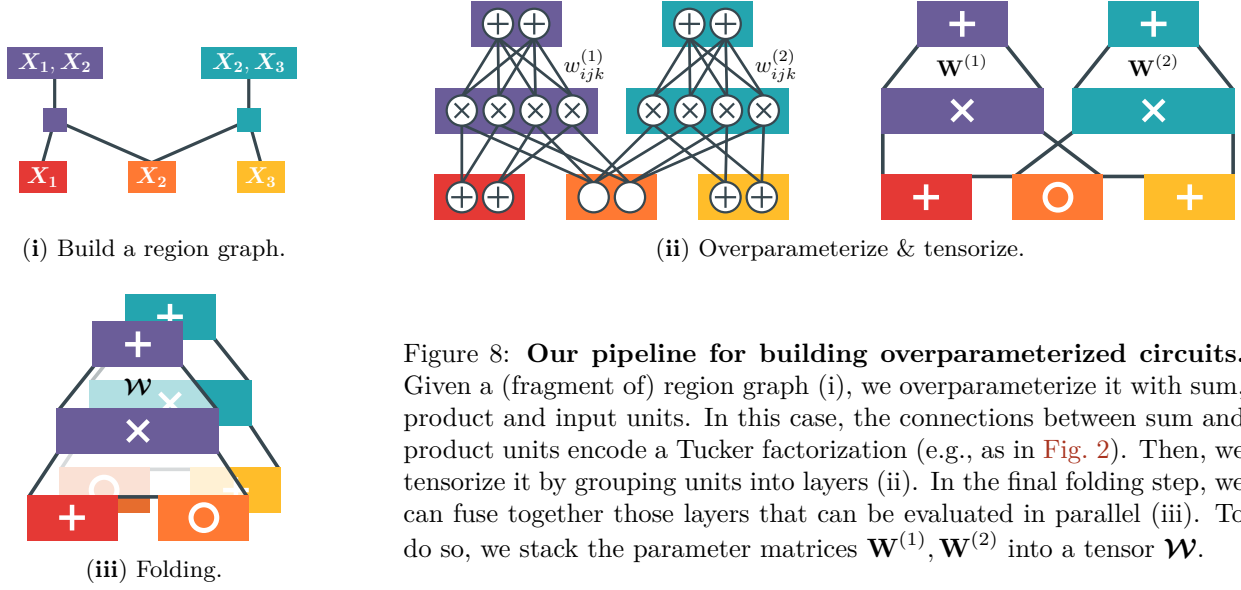 X₁, X₂
X₂, X₃
X₁
X₂
X₃
(i) Build a region graph.
+ +
+ +
w_{ijk}^{(1)}
w_{ijk}^{(2)}
× × × ×
× × × ×
+ +
+ +
+
+
W^{(1)}
W^{(2)}
×
×
+
+
(ii) Overparameterize & tensorize.
+
+
𝓦
×
×
+
+
(iii) Folding.
Figure 8: Our pipeline for building overparameterized circuits.
Given a (fragment of) region graph (i), we overparameterize it with sum,
product and input units. In this case, the connections between sum and
product units encode a Tucker factorization (e.g., as in Fig. 2). Then, we
tensorize it by grouping units into layers (ii). In the final folding step, we
can fuse together those layers that can be evaluated in parallel (iii). To
do so, we stack the parameter matrices W^{(1)}, W^{(2)} into a tensor 𝓦.